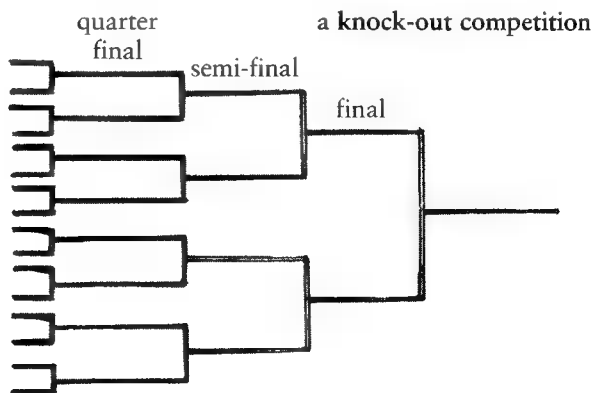 quarter
final
a knock-out competition
semi-final
final